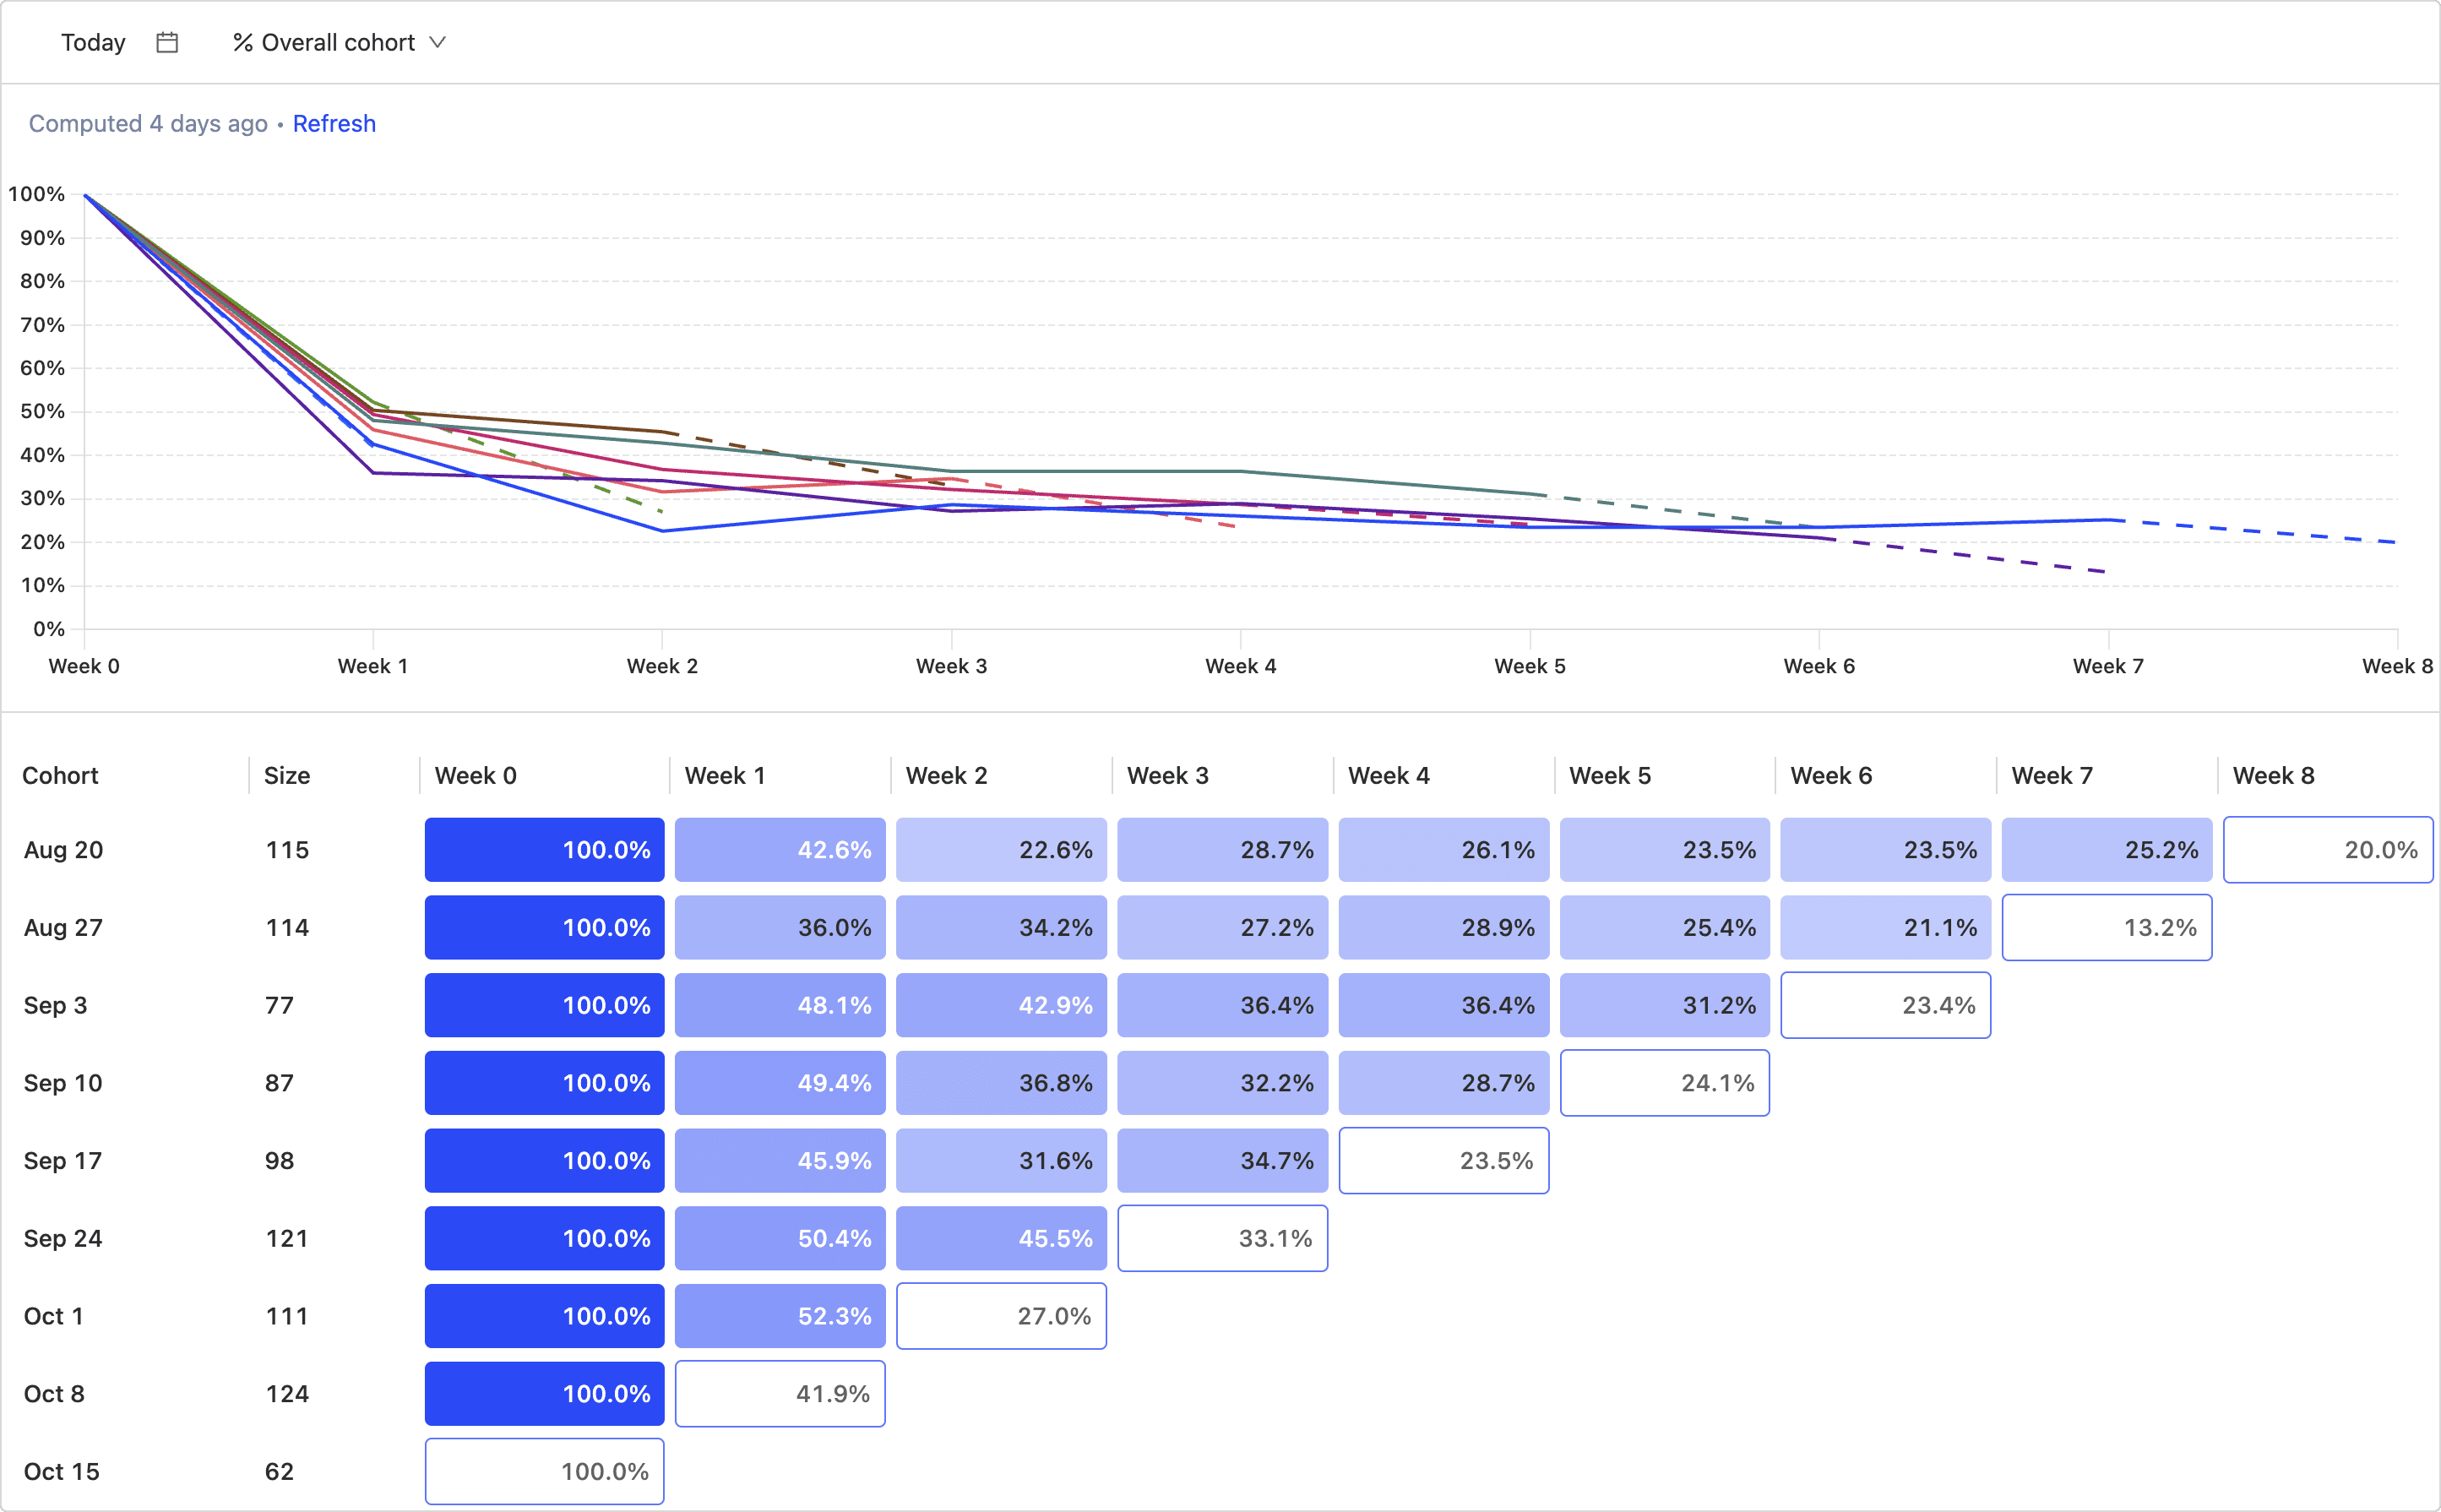 Today % Overall cohort
Computed 4 days ago • Refresh
100%
90%
80%
70%
60%
50%
40%
30%
20%
10%
0%
Week 0 Week 1 Week 2 Week 3 Week 4 Week 5 Week 6 Week 7 Week 8
Cohort Size Week 0 Week 1 Week 2 Week 3 Week 4 Week 5 Week 6 Week 7 Week 8
Aug 20 115 100.0% 42.6% 22.6% 28.7% 26.1% 23.5% 23.5% 25.2% 20.0%
Aug 27 114 100.0% 36.0% 34.2% 27.2% 28.9% 25.4% 21.1% 13.2%
Sep 3 77 100.0% 48.1% 42.9% 36.4% 36.4% 31.2% 23.4%
Sep 10 87 100.0% 49.4% 36.8% 32.2% 28.7% 24.1%
Sep 17 98 100.0% 45.9% 31.6% 34.7% 23.5%
Sep 24 121 100.0% 50.4% 45.5% 33.1%
Oct 1 111 100.0% 52.3% 27.0%
Oct 8 124 100.0% 41.9%
Oct 15 62 100.0%